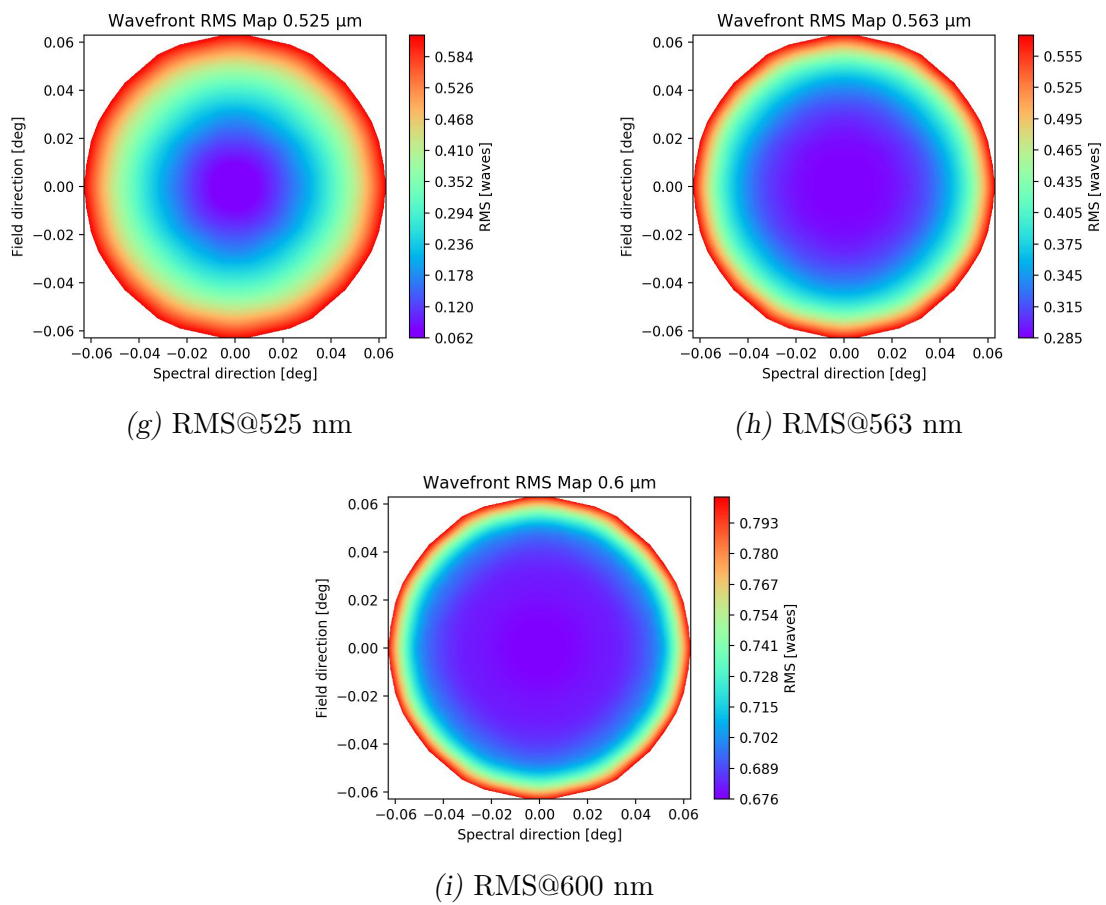 Wavefront RMS Map 0.525 µm
0.06
0.04
0.02
0.00
−0.02
−0.04
−0.06
Field direction [deg]
−0.06 −0.04 −0.02 0.00 0.02 0.04 0.06
Spectral direction [deg]
0.584
0.526
0.468
0.410
0.352
0.294
0.236
0.178
0.120
0.062
RMS [waves]
(g) RMS@525 nm
Wavefront RMS Map 0.563 µm
0.06
0.04
0.02
0.00
−0.02
−0.04
−0.06
Field direction [deg]
−0.06 −0.04 −0.02 0.00 0.02 0.04 0.06
Spectral direction [deg]
0.555
0.525
0.495
0.465
0.435
0.405
0.375
0.345
0.315
0.285
RMS [waves]
(h) RMS@563 nm
Wavefront RMS Map 0.6 µm
0.06
0.04
0.02
0.00
−0.02
−0.04
−0.06
Field direction [deg]
−0.06 −0.04 −0.02 0.00 0.02 0.04 0.06
Spectral direction [deg]
0.793
0.780
0.767
0.754
0.741
0.728
0.715
0.702
0.689
0.676
RMS [waves]
(i) RMS@600 nm